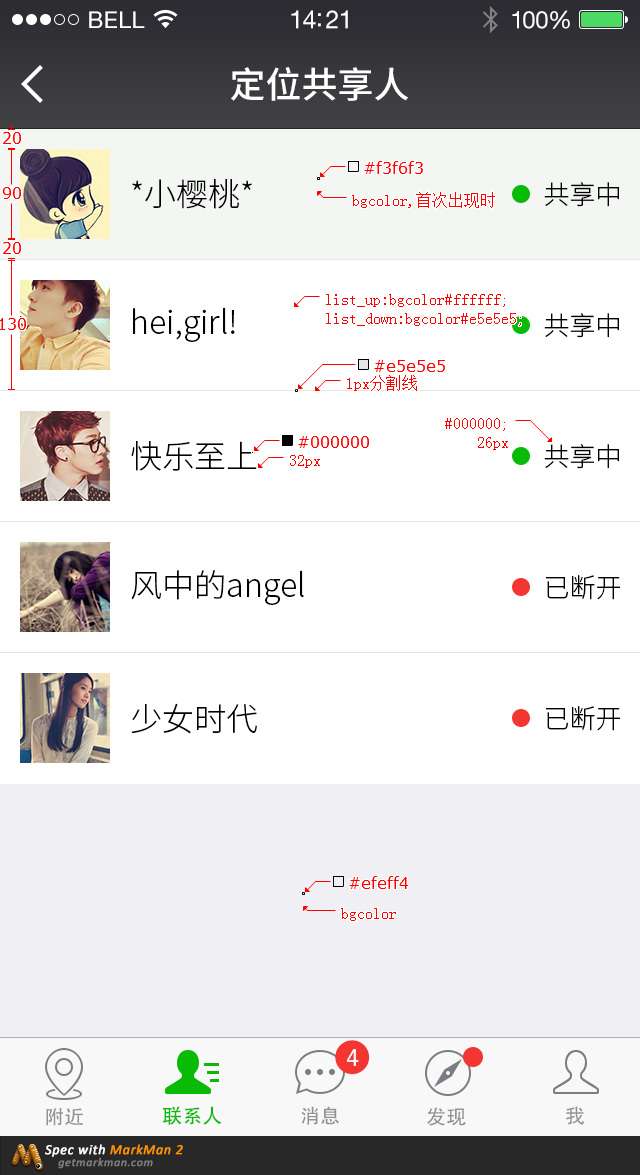 BELL 14:21 100%
定位共享人
20
#f3f6f3
90
*小樱桃*
共享中
bgcolor,首次出现时
20
list_up:bgcolor#ffffff;
list_down:bgcolor#e5e5e5;
130
hei,girl!
共享中
#e5e5e5
1px分割线
#000000;
26px
#000000
32px
快乐至上
共享中
风中的angel
已断开
少女时代
已断开
#efeff4
bgcolor
4
附近 联系人 消息 发现 我
Spec with MarkMan 2
getmarkman.com